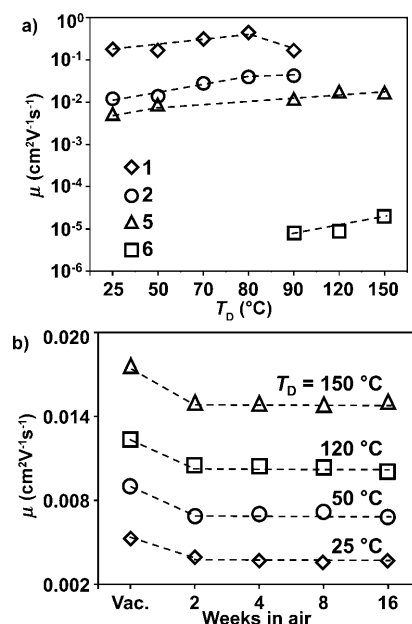 a)
10⁰
10⁻¹
10⁻²
10⁻³
10⁻⁴
10⁻⁵
10⁻⁶
μ (cm²V⁻¹s⁻¹)
1
2
5
6
25 50 70 80 90 120 150
T_D (°C)
b)
0.020
0.014
0.008
0.002
μ (cm²V⁻¹s⁻¹)
T_D = 150 °C
120 °C
50 °C
25 °C
Vac. 2 4 8 16
Weeks in air